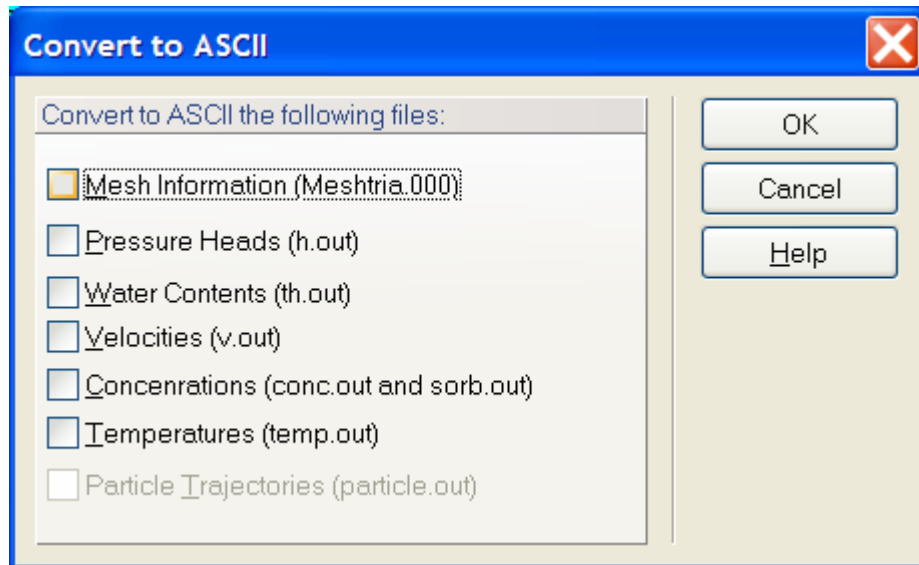 Convert to ASCII
Convert to ASCII the following files:
Mesh Information (Meshtria.000)
Pressure Heads (h.out)
Water Contents (th.out)
Velocities (v.out)
Concenrations (conc.out and sorb.out)
Temperatures (temp.out)
Particle Trajectories (particle.out)
OK
Cancel
Help